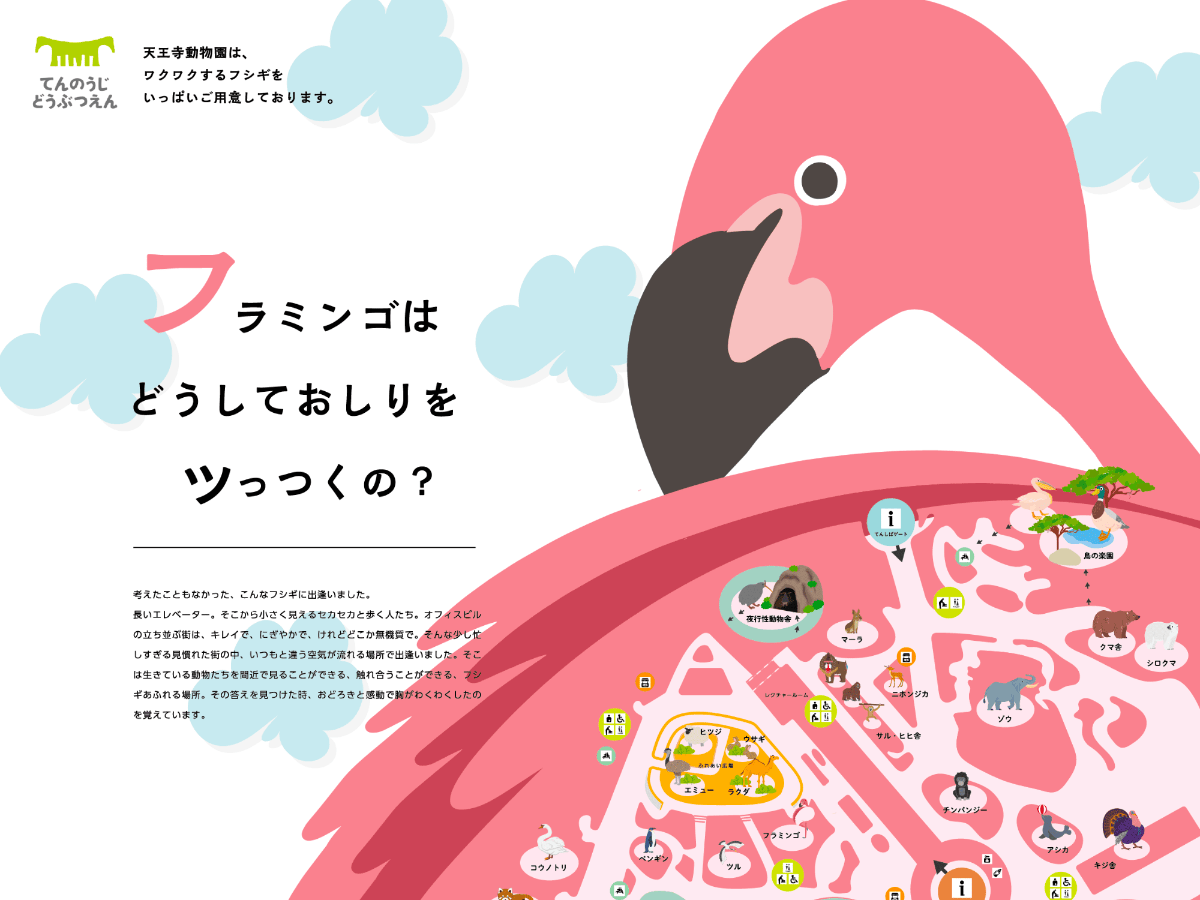 てんのうじ
どうぶつえん
天王寺動物園は、
ワクワクするフシギを
いっぱいご用意しております。
フラミンゴは
どうしておしりを
ツっつくの?
考えたこともなかった、こんなフシギに出逢いました。
長いエレベーター。そこから小さく見えるセカセカと歩く人たち。オフィスビル
の立ち並ぶ街は、キレイで、にぎやかで、けれどどこか無機質で。そんな少し忙
しすぎる見慣れた街の中、いつもと違う空気が流れる場所で出逢いました。そこ
は生きている動物たちを間近で見ることができる、触れ合うことができる、フシ
ギあふれる場所。その答えを見つけた時、おどろきと感動で胸がわくわくしたの
を覚えています。
i
てんしばゲート
鳥の楽園
夜行性動物舎
マーラ
クマ舎
シロクマ
レクチャールーム
ニホンジカ
サル・ヒヒ舎
ゾウ
ヒツジ
ウサギ
ふれあい広場
エミュー
ラクダ
チンパンジー
フラミンゴ
アシカ
キジ舎
コウノトリ
ペンギン
ツル
i